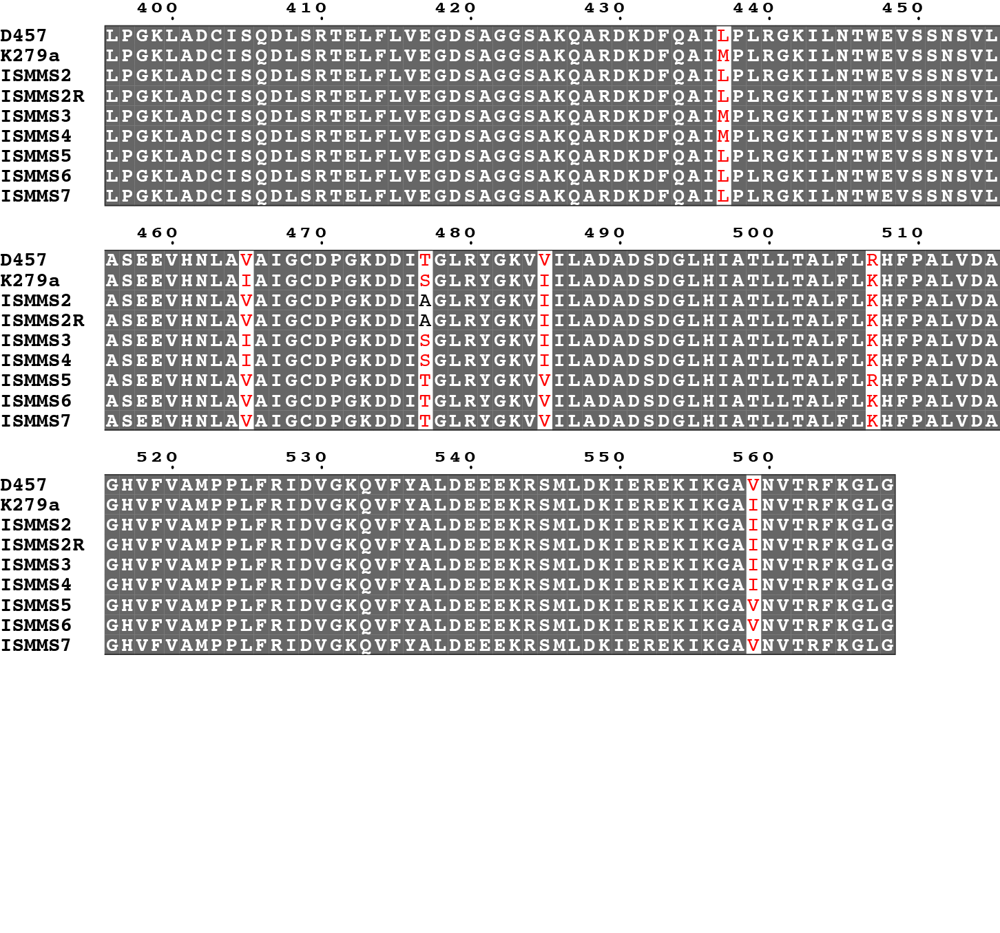 400 410 420 430 440 450
D457 LPGKLADCISQDLSRTELFLVEGDSAGGSAKQARDKDFQAILPLRGKILNTWEVSSNSVL
K279a LPGKLADCISQDLSRTELFLVEGDSAGGSAKQARDKDFQAIMPLRGKILNTWEVSSNSVL
ISMMS2 LPGKLADCISQDLSRTELFLVEGDSAGGSAKQARDKDFQAILPLRGKILNTWEVSSNSVL
ISMMS2R LPGKLADCISQDLSRTELFLVEGDSAGGSAKQARDKDFQAILPLRGKILNTWEVSSNSVL
ISMMS3 LPGKLADCISQDLSRTELFLVEGDSAGGSAKQARDKDFQAIMPLRGKILNTWEVSSNSVL
ISMMS4 LPGKLADCISQDLSRTELFLVEGDSAGGSAKQARDKDFQAIMPLRGKILNTWEVSSNSVL
ISMMS5 LPGKLADCISQDLSRTELFLVEGDSAGGSAKQARDKDFQAILPLRGKILNTWEVSSNSVL
ISMMS6 LPGKLADCISQDLSRTELFLVEGDSAGGSAKQARDKDFQAILPLRGKILNTWEVSSNSVL
ISMMS7 LPGKLADCISQDLSRTELFLVEGDSAGGSAKQARDKDFQAILPLRGKILNTWEVSSNSVL
460 470 480 490 500 510
D457 ASEEVHNLAVAIGCDPGKDDITGLRYGKVVILADADSDGLHIATLLTALFLRHFPALVDA
K279a ASEEVHNLAIAIGCDPGKDDISGLRYGKVIILADADSDGLHIATLLTALFLKHFPALVDA
ISMMS2 ASEEVHNLAVAIGCDPGKDDIAGLRYGKVIILADADSDGLHIATLLTALFLKHFPALVDA
ISMMS2R ASEEVHNLAVAIGCDPGKDDIAGLRYGKVIILADADSDGLHIATLLTALFLKHFPALVDA
ISMMS3 ASEEVHNLAIAIGCDPGKDDISGLRYGKVIILADADSDGLHIATLLTALFLKHFPALVDA
ISMMS4 ASEEVHNLAIAIGCDPGKDDISGLRYGKVIILADADSDGLHIATLLTALFLKHFPALVDA
ISMMS5 ASEEVHNLAVAIGCDPGKDDITGLRYGKVVILADADSDGLHIATLLTALFLRHFPALVDA
ISMMS6 ASEEVHNLAVAIGCDPGKDDITGLRYGKVVILADADSDGLHIATLLTALFLKHFPALVDA
ISMMS7 ASEEVHNLAVAIGCDPGKDDITGLRYGKVVILADADSDGLHIATLLTALFLKHFPALVDA
520 530 540 550 560
D457 GHVFVAMPPLFRIDVGKQVFYALDEEEKRSMLDKIEREKIKGAVNVTRFKGLG
K279a GHVFVAMPPLFRIDVGKQVFYALDEEEKRSMLDKIEREKIKGAINVTRFKGLG
ISMMS2 GHVFVAMPPLFRIDVGKQVFYALDEEEKRSMLDKIEREKIKGAINVTRFKGLG
ISMMS2R GHVFVAMPPLFRIDVGKQVFYALDEEEKRSMLDKIEREKIKGAINVTRFKGLG
ISMMS3 GHVFVAMPPLFRIDVGKQVFYALDEEEKRSMLDKIEREKIKGAINVTRFKGLG
ISMMS4 GHVFVAMPPLFRIDVGKQVFYALDEEEKRSMLDKIEREKIKGAINVTRFKGLG
ISMMS5 GHVFVAMPPLFRIDVGKQVFYALDEEEKRSMLDKIEREKIKGAVNVTRFKGLG
ISMMS6 GHVFVAMPPLFRIDVGKQVFYALDEEEKRSMLDKIEREKIKGAVNVTRFKGLG
ISMMS7 GHVFVAMPPLFRIDVGKQVFYALDEEEKRSMLDKIEREKIKGAVNVTRFKGLG